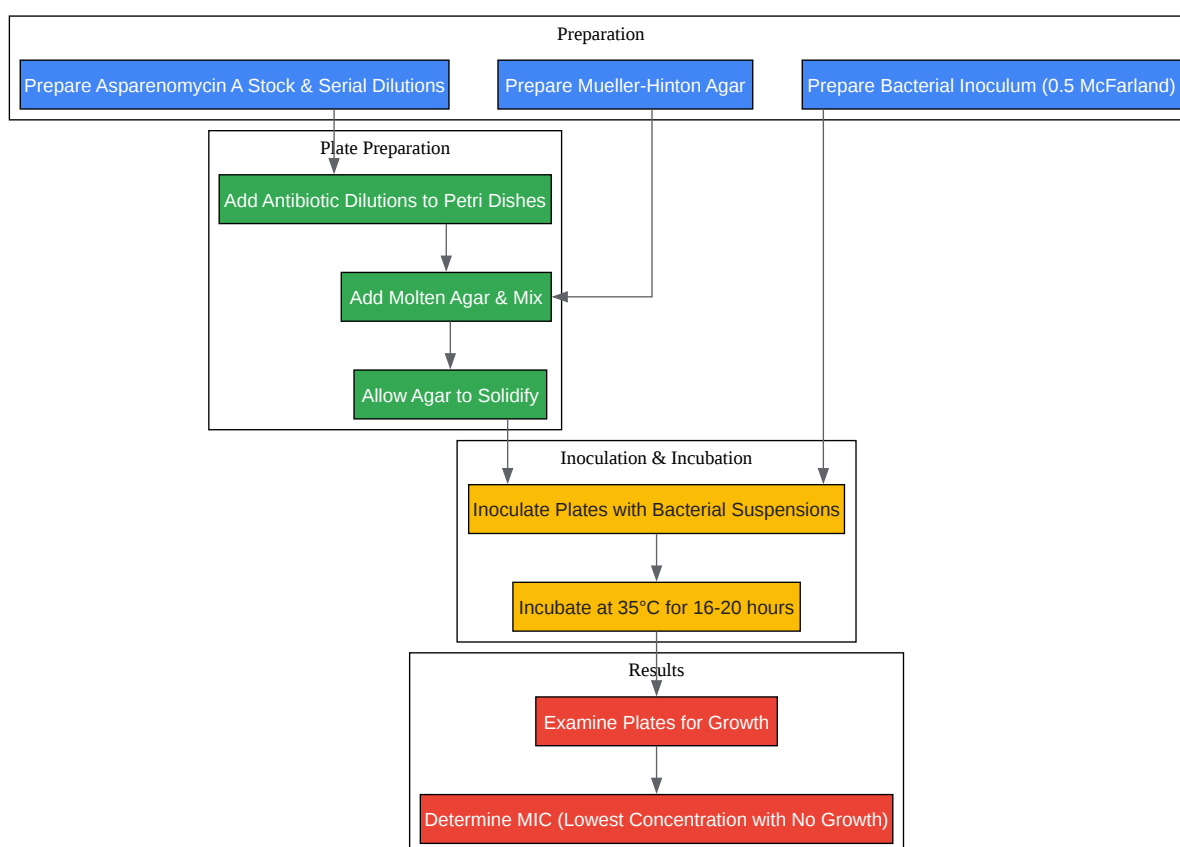 Preparation
Prepare Asparenomycin A Stock & Serial Dilutions
Prepare Mueller-Hinton Agar
Prepare Bacterial Inoculum (0.5 McFarland)
Plate Preparation
Add Antibiotic Dilutions to Petri Dishes
Add Molten Agar & Mix
Allow Agar to Solidify
Inoculation & Incubation
Inoculate Plates with Bacterial Suspensions
Incubate at 35°C for 16-20 hours
Results
Examine Plates for Growth
Determine MIC (Lowest Concentration with No Growth)